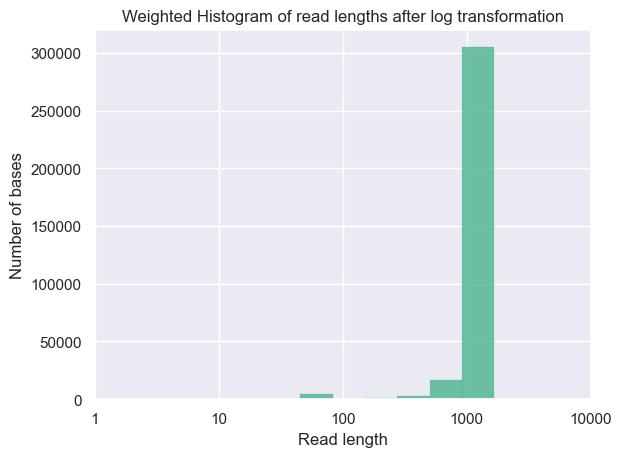 Weighted Histogram of read lengths after log transformation
300000
250000
200000
150000
100000
50000
0
Number of bases
1 10 100 1000 10000
Read length